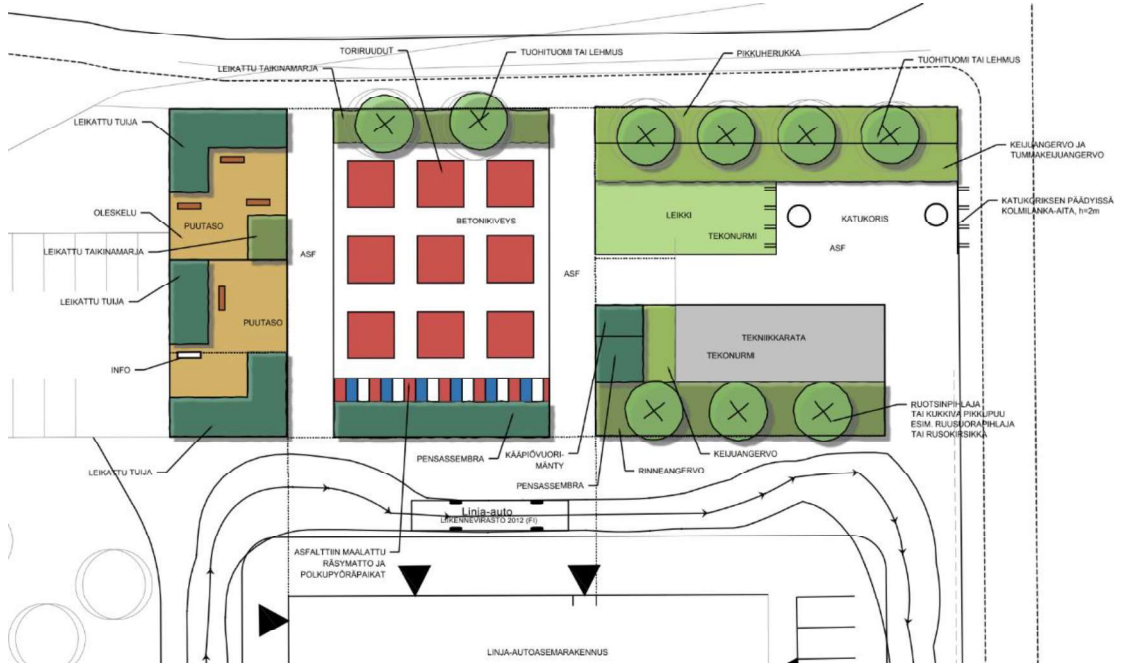 TORIRUUDUT
TUOHITUOMI TAI LEHMUS
PIKKUHERUKKA
TUOHITUOMI TAI LEHMUS
LEIKATTU TAIKINAMARJA
LEIKATTU TUIJA
KEIJUANGERVO JA
TUMMAKEIJUANGERVO
KATUKORIKSEN PÄÄDYISSÄ
KOLMILANKA-AITA, h=2m
OLESKELU
PUUTASO
LEIKATTU TAIKINAMARJA
ASF
BETONIKIVEYS
ASF
LEIKKI
TEKONURMI
KATUKORIS
ASF
LEIKATTU TUIJA
PUUTASO
INFO
TEKNIIKKARATA
TEKONURMI
RUOTSINPIHLAJA
TAI KUKKIVA PIKKUPUU
ESIM. RUUSUORAPIHLAJA
TAI RUSOKIRSIKKA
LEIKATTU TUIJA
PENSASSEMBRA
KÄÄPIÖVUORI-
MÄNTY
KEIJUANGERVO
RINNEANGERVO
PENSASSEMBRA
Linja-auto
LIIKENNEVIRASTO 2012 (FI)
ASFALTTIIN MAALATTU
RÄSYMATTO JA
POLKUPYÖRÄPAIKAT
LINJA-AUTOASEMARAKENNUS